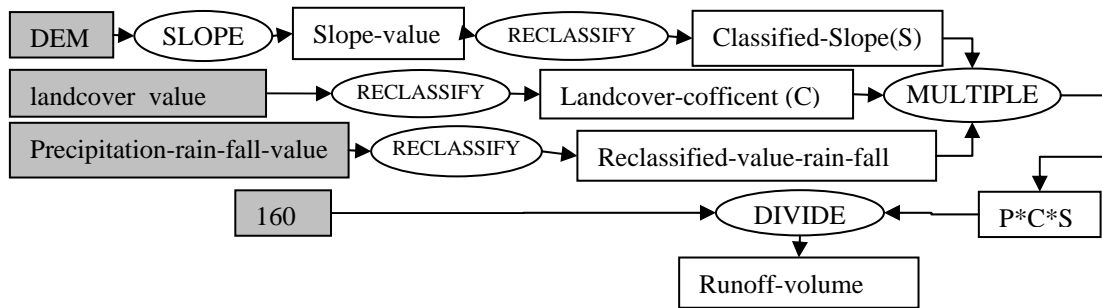 DEM
SLOPE
Slope-value
RECLASSIFY
Classified-Slope(S)
landcover value
RECLASSIFY
Landcover-cofficent (C)
MULTIPLE
Precipitation-rain-fall-value
RECLASSIFY
Reclassified-value-rain-fall
160
DIVIDE
P*C*S
Runoff-volume